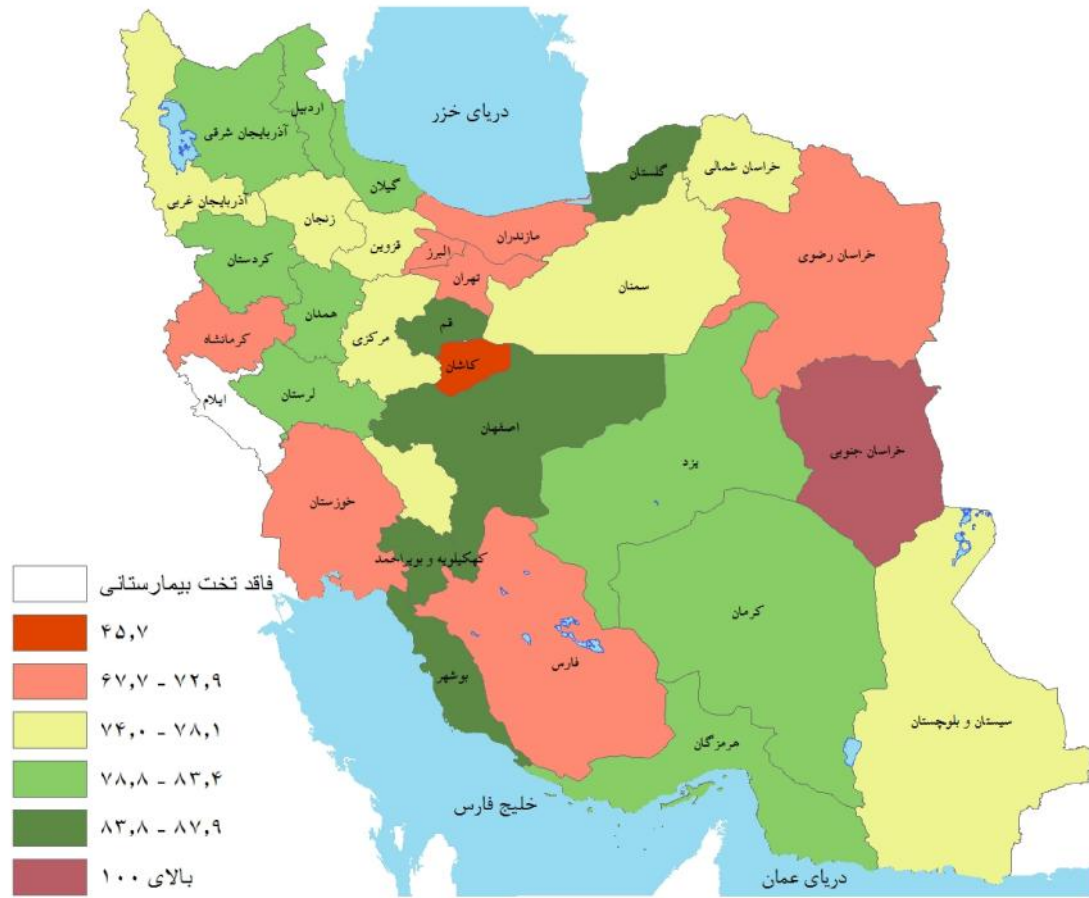 دریای خزر
اردبیل
آذربایجان شرقی
گیلان
گلستان
خراسان شمالی
آذربایجان غربی
زنجان
قزوین
مازندران
البرز
تهران
خراسان رضوی
کردستان
سمنان
همدان
قم
مرکزی
کرمانشاه
کاشان
ایلام
لرستان
اصفهان
خراسان جنوبی
یزد
خوزستان
کهکیلویه و بویراحمد
کرمان
فارس
بوشهر
سیستان و بلوچستان
هرمزگان
خلیج فارس
دریای عمان
فاقد تخت بیمارستانی
۴۵,۷
۶۷,۷ - ۷۲,۹
۷۴,۰ - ۷۸,۱
۷۸,۸ - ۸۳,۴
۸۳,۸ - ۸۷,۹
بالای ۱۰۰